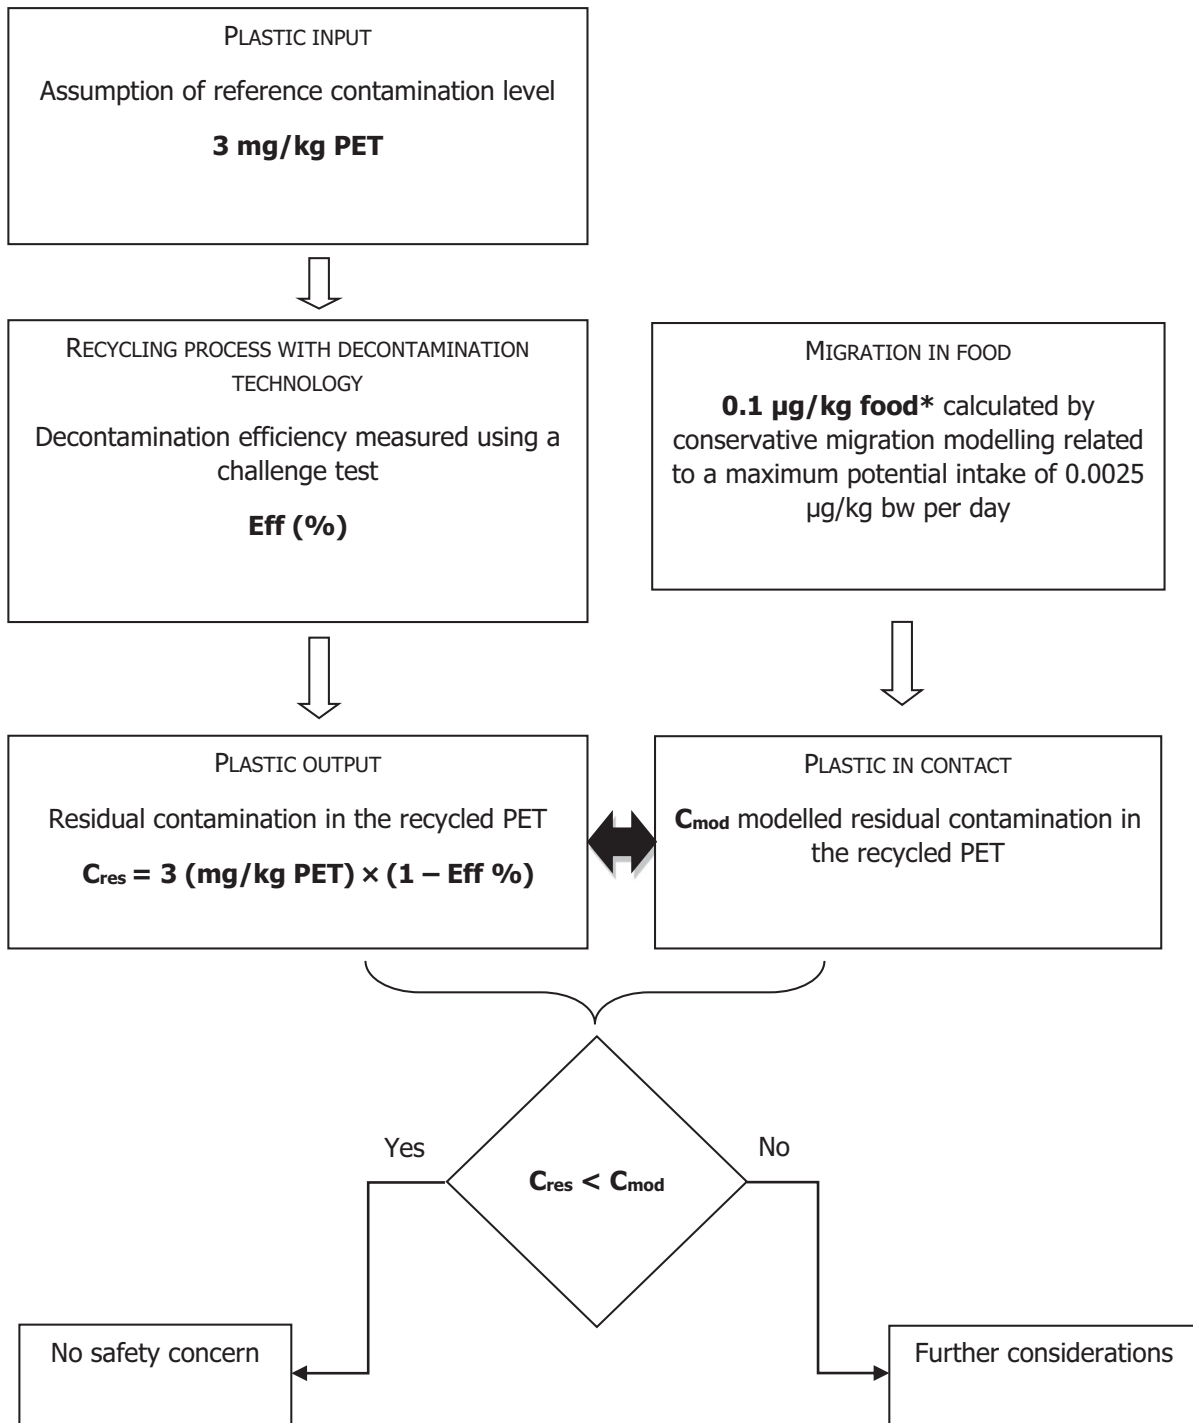 PLASTIC INPUT
Assumption of reference contamination level
3 mg/kg PET
RECYCLING PROCESS WITH DECONTAMINATION
TECHNOLOGY
Decontamination efficiency measured using a
challenge test
Eff (%)
MIGRATION IN FOOD
0.1 µg/kg food* calculated by
conservative migration modelling related
to a maximum potential intake of 0.0025
µg/kg bw per day
PLASTIC OUTPUT
Residual contamination in the recycled PET
Cres = 3 (mg/kg PET) × (1 – Eff %)
PLASTIC IN CONTACT
Cmod modelled residual contamination in
the recycled PET
Yes
No
Cres < Cmod
No safety concern
Further considerations